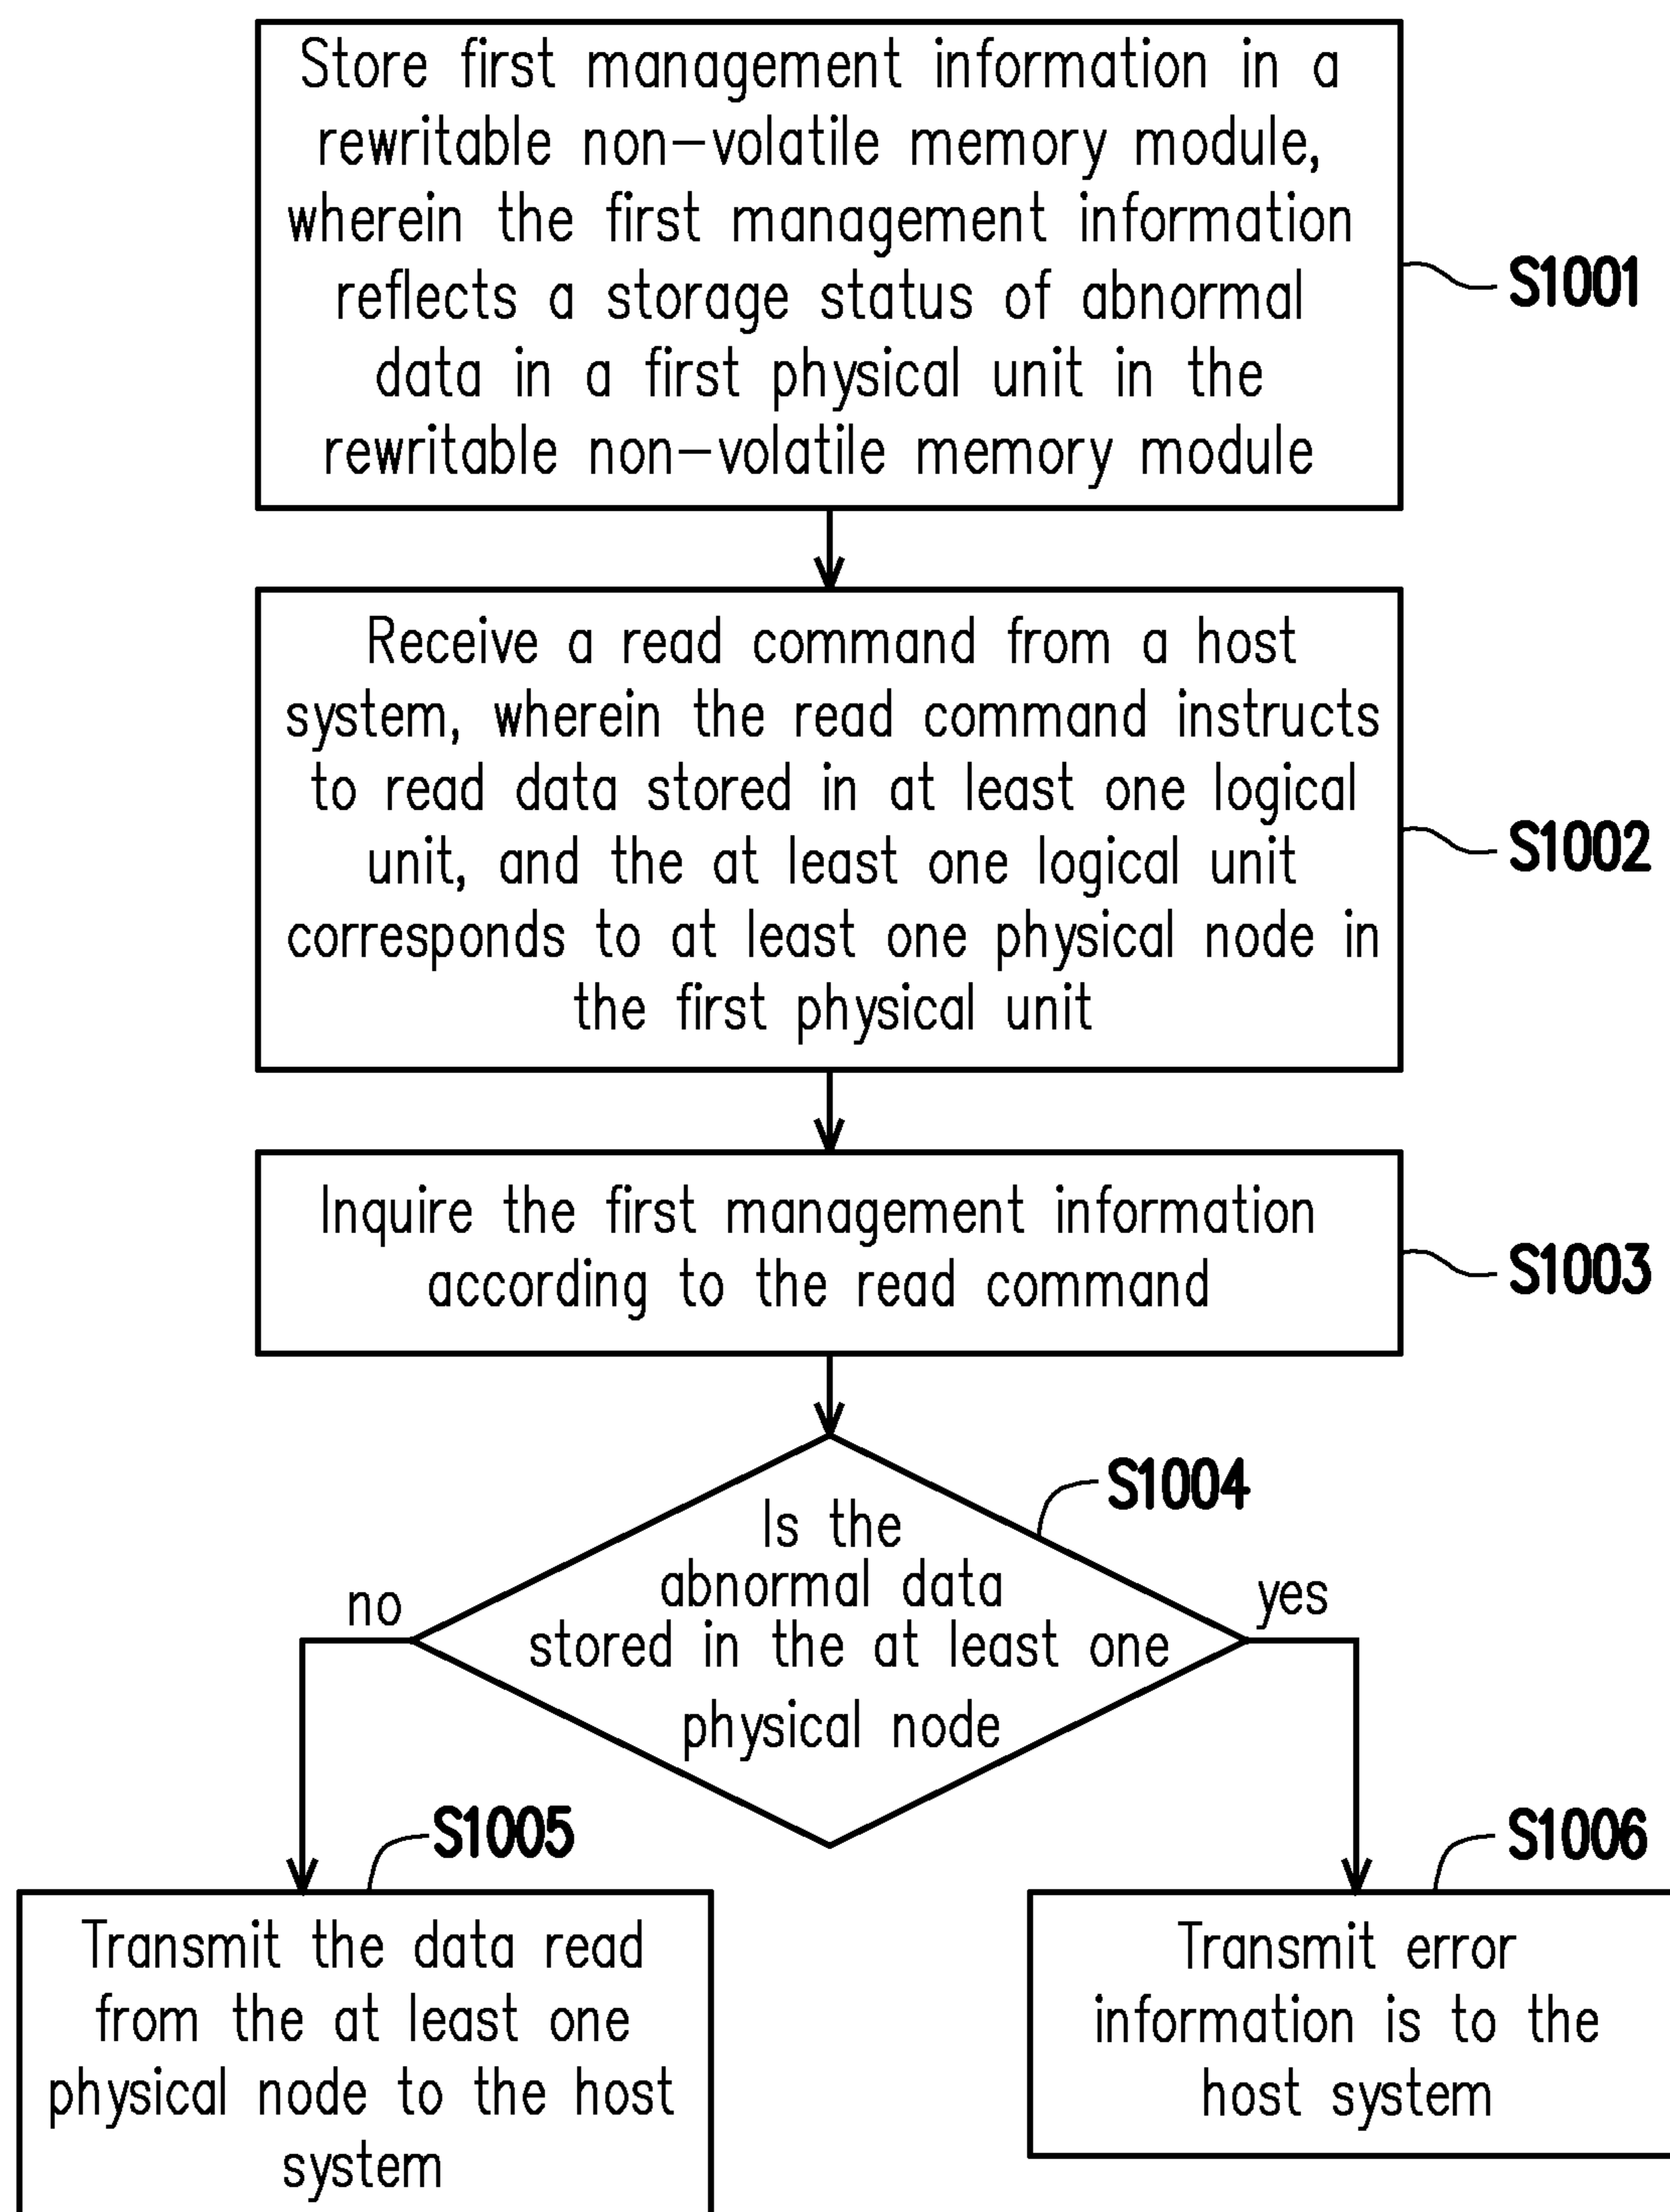 Store first management information in a
rewritable non-volatile memory module,
wherein the first management information
reflects a storage status of abnormal
data in a first physical unit in the
rewritable non-volatile memory module
S1001
Receive a read command from a host
system, wherein the read command instructs
to read data stored in at least one logical
unit, and the at least one logical unit
corresponds to at least one physical node in
the first physical unit
S1002
Inquire the first management information
according to the read command
S1003
Is the
abnormal data
stored in the at least one
physical node
S1004
no
yes
S1005
Transmit the data read
from the at least one
physical node to the host
system
S1006
Transmit error
information is to the
host system